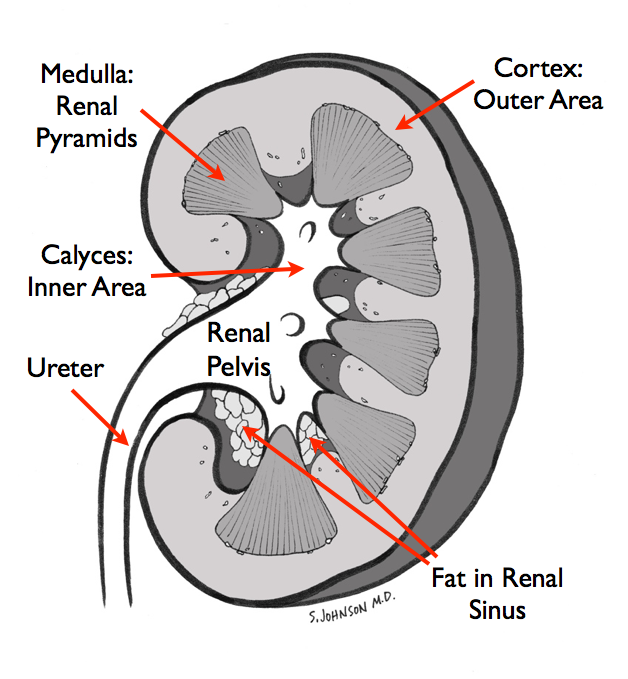 Medulla:
Renal
Pyramids
Cortex:
Outer Area
Calyces:
Inner Area
Renal
Pelvis
Ureter
Fat in Renal
Sinus
S. JOHNSON M.D.